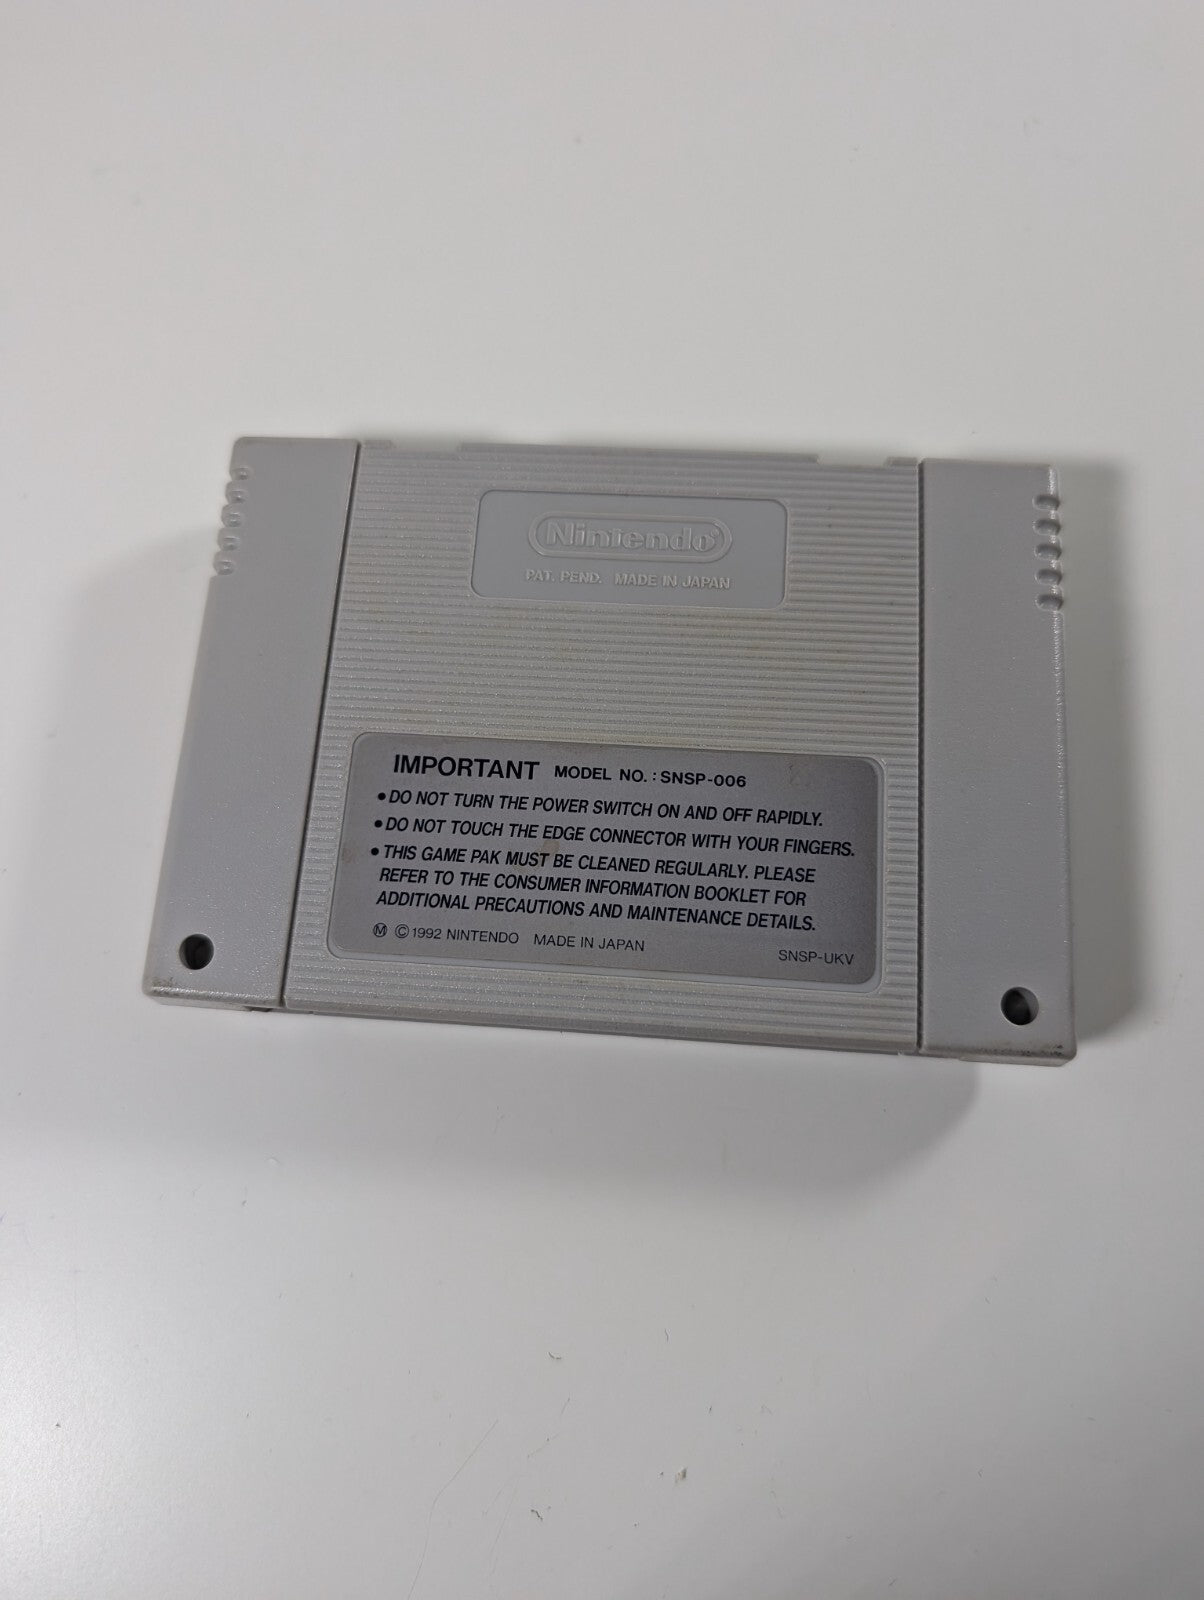 Nintendo®
PAT. PEND. MADE IN JAPAN
IMPORTANT MODEL NO. : SNSP-006
• DO NOT TURN THE POWER SWITCH ON AND OFF RAPIDLY.
• DO NOT TOUCH THE EDGE CONNECTOR WITH YOUR FINGERS.
• THIS GAME PAK MUST BE CLEANED REGULARLY. PLEASE
REFER TO THE CONSUMER INFORMATION BOOKLET FOR
ADDITIONAL PRECAUTIONS AND MAINTENANCE DETAILS.
Ⓜ ©1992 NINTENDO MADE IN JAPAN SNSP-UKV